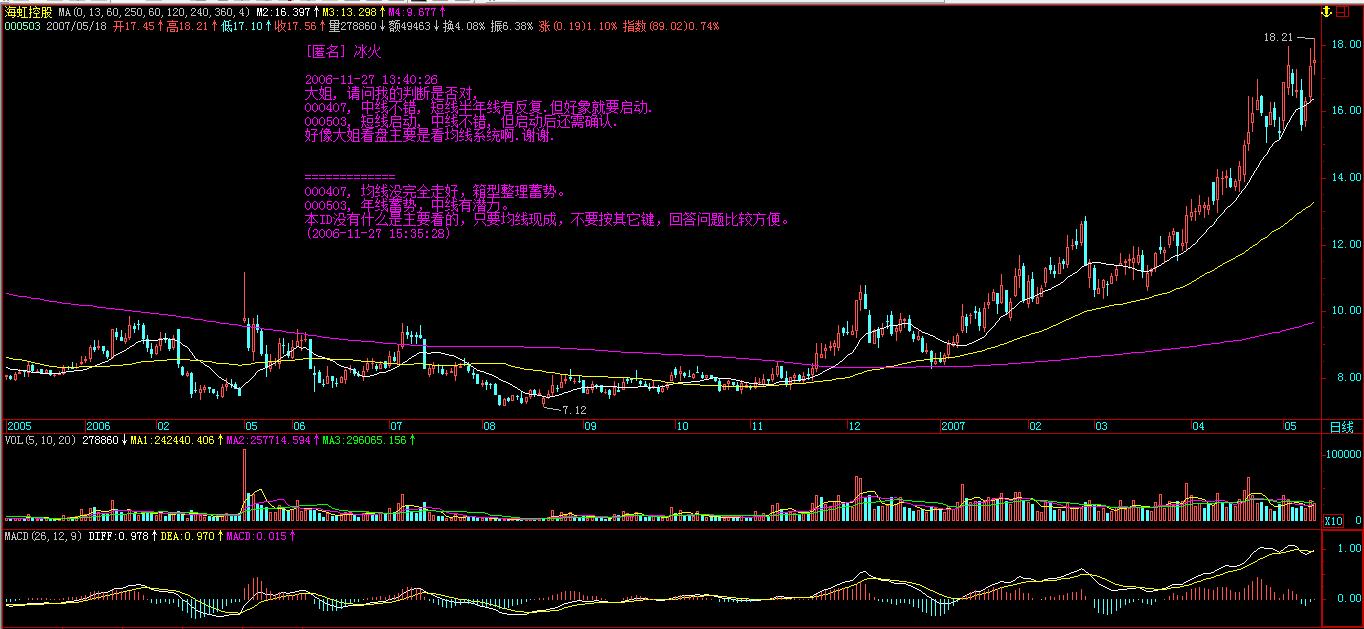 海虹控股 MA(0,13,60,250,60,120,240,360,4) M2:16.397↑M3:13.298↑M4:9.677↑
000503 2007/05/18 开17.45↑高18.21↑低17.10↑收17.56↑量278860↓额49463↓换4.08% 振6.38% 涨(0.19)1.10% 指数(89.02)0.74%
[匿名] 冰火
2006-11-27 13:40:26
大姐, 请问我的判断是否对,
000407, 中线不错, 短线半年线有反复.但好象就要启动.
000503, 短线启动, 中线不错, 但启动后还需确认.
好像大姐看盘主要是看均线系统啊.谢谢.
=============
000407, 均线没完全走好, 箱型整理蓄势。
000503, 年线蓄势, 中线有潜力。
本ID没有什么是主要看的, 只要均线现成, 不要按其它键, 回答问题比较方便。
(2006-11-27 15:35:28)
18.21
18.00
16.00
14.00
12.00
10.00
8.00
7.12
2005 2006 02 05 06 07 08 09 10 11 12 2007 02 03 04 05 日线
VOL(5,10,20) 278860↓MA1:242440.406↑MA2:257714.594↑MA3:296065.156↑
100000
X10 0
MACD(26,12,9) DIFF:0.978↑DEA:0.970↑MACD:0.015↑
1.00
0.00